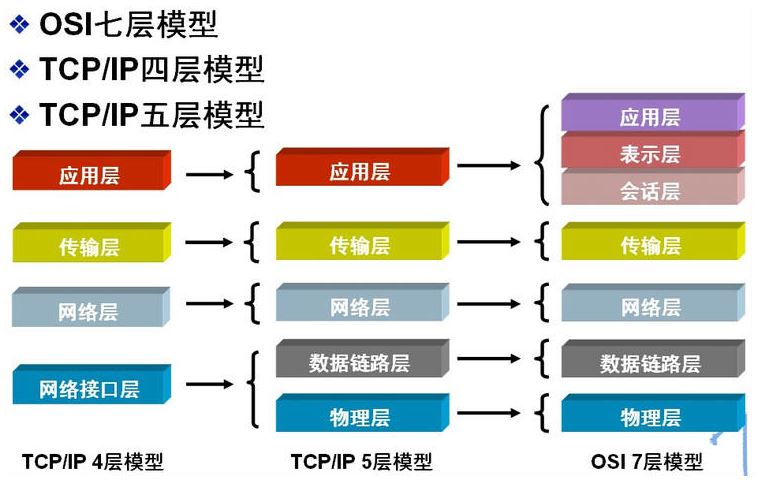 ❖ OSI七层模型
❖ TCP/IP四层模型
❖ TCP/IP五层模型
应用层
传输层
网络层
网络接口层
TCP/IP 4层模型
应用层
传输层
网络层
数据链路层
物理层
TCP/IP 5层模型
应用层
表示层
会话层
传输层
网络层
数据链路层
物理层
OSI 7层模型